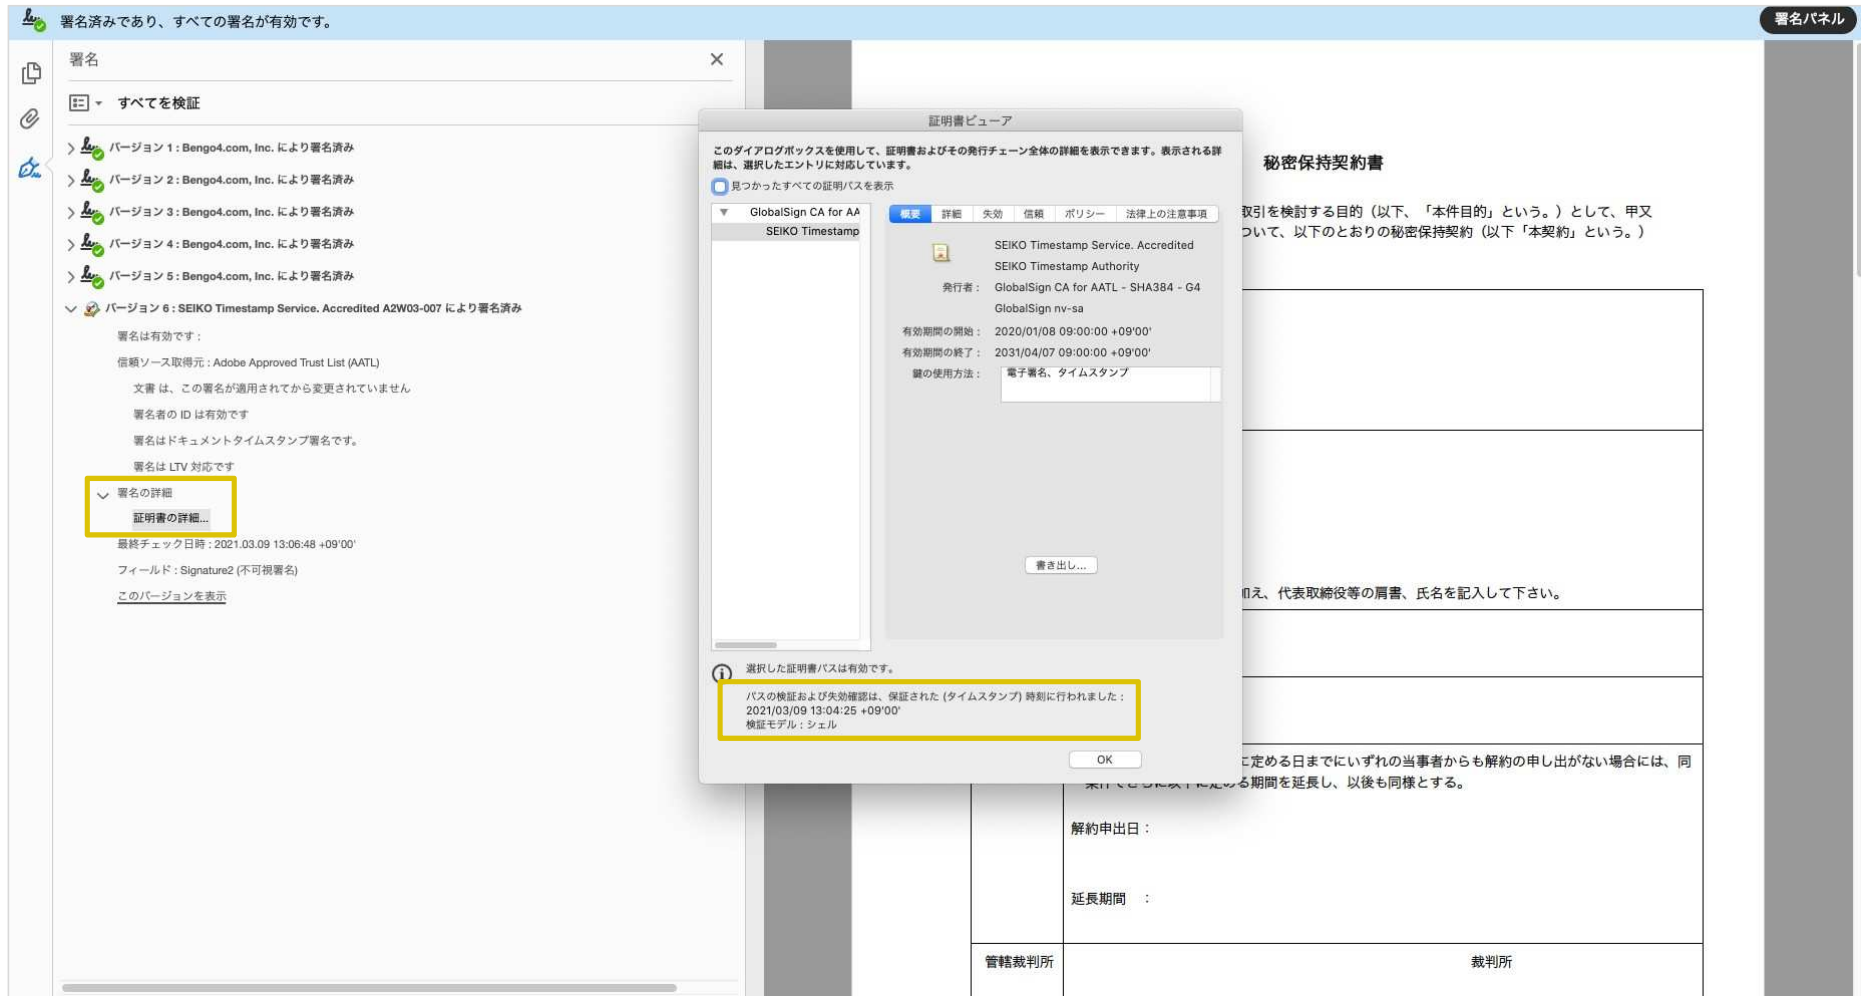 署名済みであり、すべての署名が有効です。
署名パネル
署名
すべてを検証
バージョン 1 : Bengo4.com, Inc. により署名済み
バージョン 2 : Bengo4.com, Inc. により署名済み
バージョン 3 : Bengo4.com, Inc. により署名済み
バージョン 4 : Bengo4.com, Inc. により署名済み
バージョン 5 : Bengo4.com, Inc. により署名済み
バージョン 6 : SEIKO Timestamp Service. Accredited A2W03-007 により署名済み
署名は有効です :
信頼ソース取得元 : Adobe Approved Trust List (AATL)
文書 は、この署名が適用されてから変更されていません
署名者の ID は有効です
署名はドキュメントタイムスタンプ署名です。
署名は LTV 対応です
署名の詳細
証明書の詳細...
最終チェック日時 : 2021.03.09 13:06:48 +09'00'
フィールド : Signature2 (不可視署名)
このバージョンを表示
証明書ビューア
このダイアログボックスを使用して、証明書およびその発行チェーン全体の詳細を表示できます。表示される詳
細は、選択したエントリに対応しています。
見つかったすべての証明パスを表示
GlobalSign CA for AA
SEIKO Timestamp
概要 詳細 失効 信頼 ポリシー 法律上の注意事項
SEIKO Timestamp Service. Accredited
SEIKO Timestamp Authority
発行者 : GlobalSign CA for AATL - SHA384 - G4
GlobalSign nv-sa
有効期間の開始 : 2020/01/08 09:00:00 +09'00'
有効期間の終了 : 2031/04/07 09:00:00 +09'00'
鍵の使用方法 : 電子署名、タイムスタンプ
書き出し...
選択した証明書パスは有効です。
パスの検証および失効確認は、保証された (タイムスタンプ) 時刻に行われました :
2021/03/09 13:04:25 +09'00'
検証モデル : シェル
OK
秘密保持契約書
取引を検討する目的（以下、「本件目的」という。）として、甲又
ついて、以下のとおりの秘密保持契約（以下「本契約」という。）
加え、代表取締役等の肩書、氏名を記入して下さい。
に定める日までにいずれの当事者からも解約の申し出がない場合には、同
条件でさらに以下に定める期間を延長し、以後も同様とする。
解約申出日：
延長期間　：
管轄裁判所
裁判所